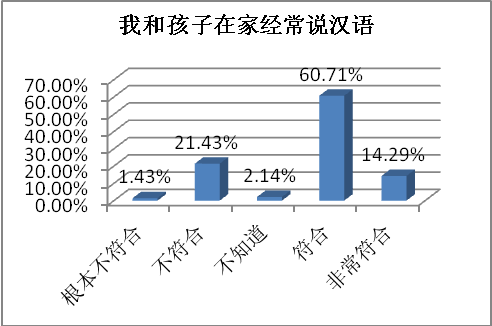 我和孩子在家经常说汉语
70.00%
60.00%
50.00%
40.00%
30.00%
20.00%
10.00%
0.00%
1.43%
21.43%
2.14%
60.71%
14.29%
根本不符合
不符合
不知道
符合
非常符合